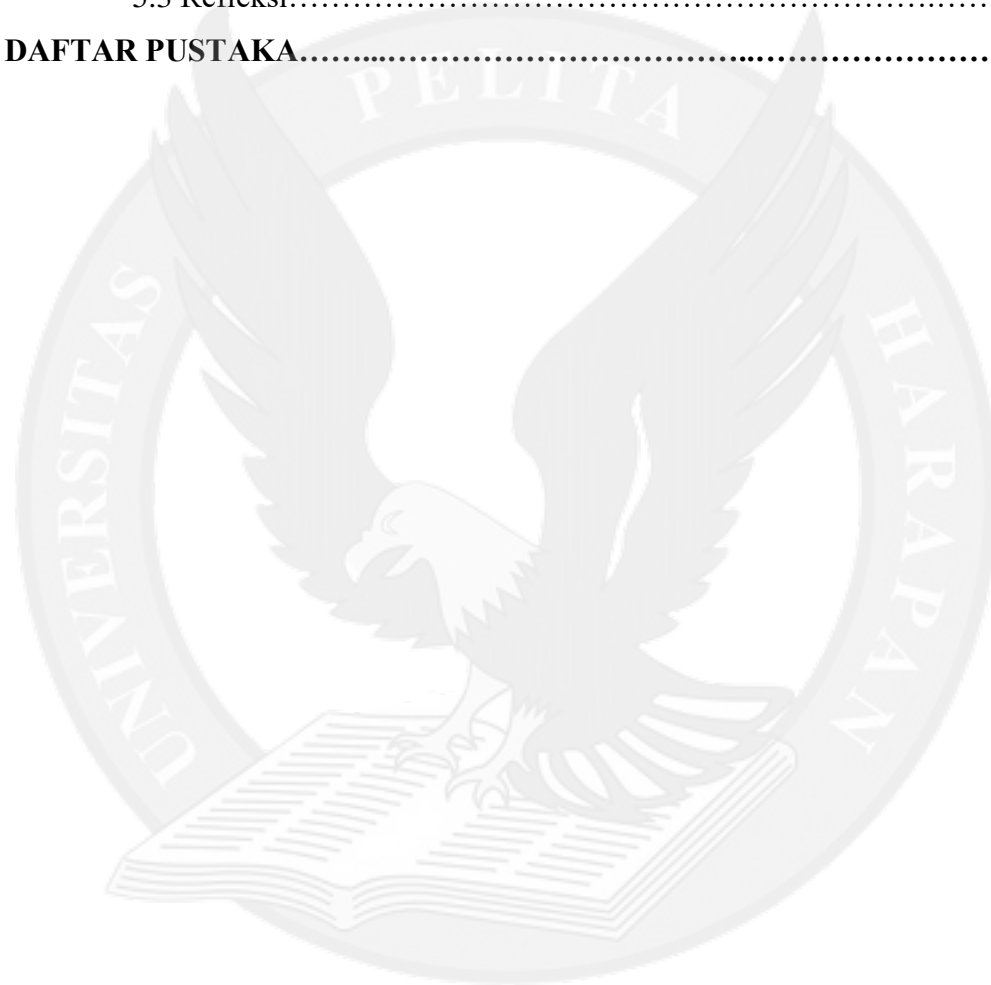 5.3 Refleksi……………………………………………………….……
DAFTAR PUSTAKA……...……………………………...…………………
UNIVERSITAS PELITA HARAPAN